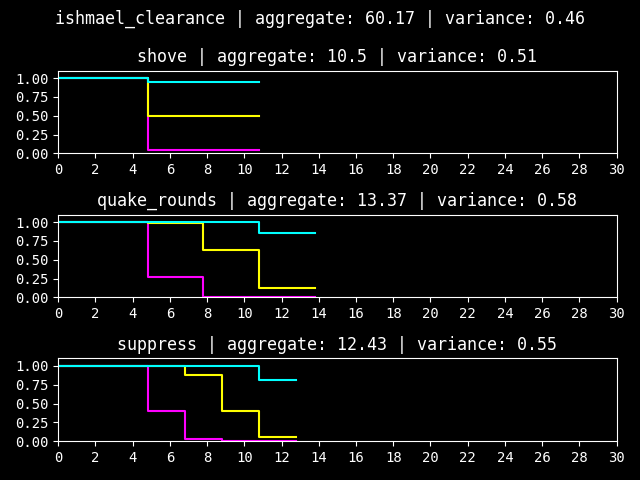 ishmael_clearance | aggregate: 60.17 | variance: 0.46
shove | aggregate: 10.5 | variance: 0.51
1.00
0.75
0.50
0.25
0.00
0 2 4 6 8 10 12 14 16 18 20 22 24 26 28 30
quake_rounds | aggregate: 13.37 | variance: 0.58
1.00
0.75
0.50
0.25
0.00
0 2 4 6 8 10 12 14 16 18 20 22 24 26 28 30
suppress | aggregate: 12.43 | variance: 0.55
1.00
0.75
0.50
0.25
0.00
0 2 4 6 8 10 12 14 16 18 20 22 24 26 28 30